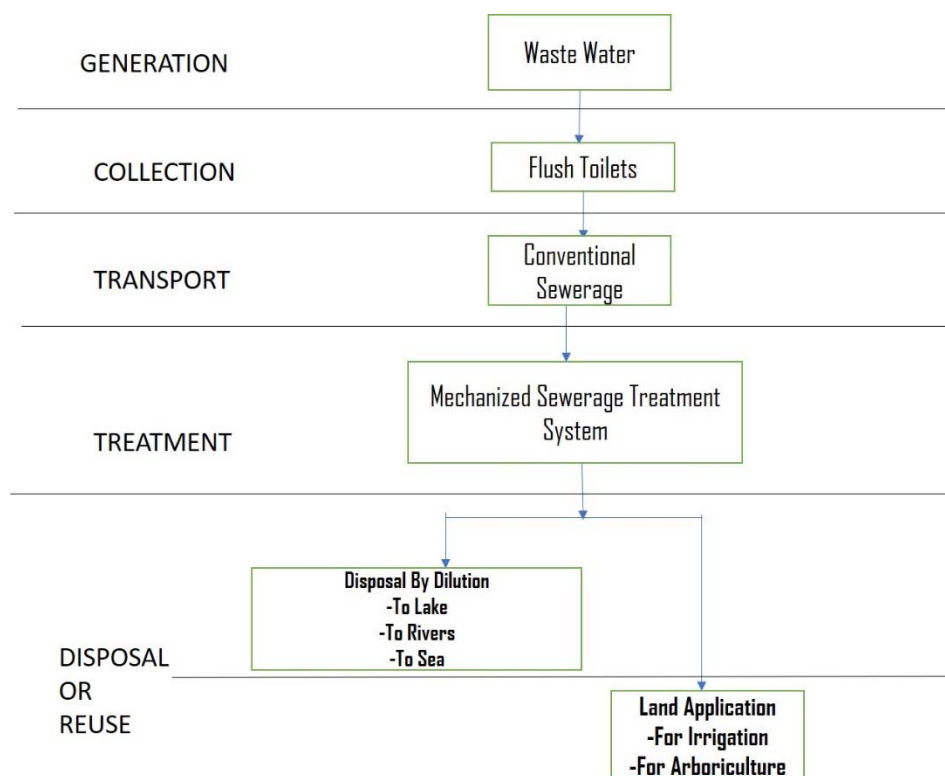 GENERATION
Waste Water
COLLECTION
Flush Toilets
TRANSPORT
Conventional
Sewerage
TREATMENT
Mechanized Sewerage Treatment
System
Disposal By Dilution
-To Lake
-To Rivers
-To Sea
DISPOSAL
OR
REUSE
Land Application
-For Irrigation
-For Arboriculture